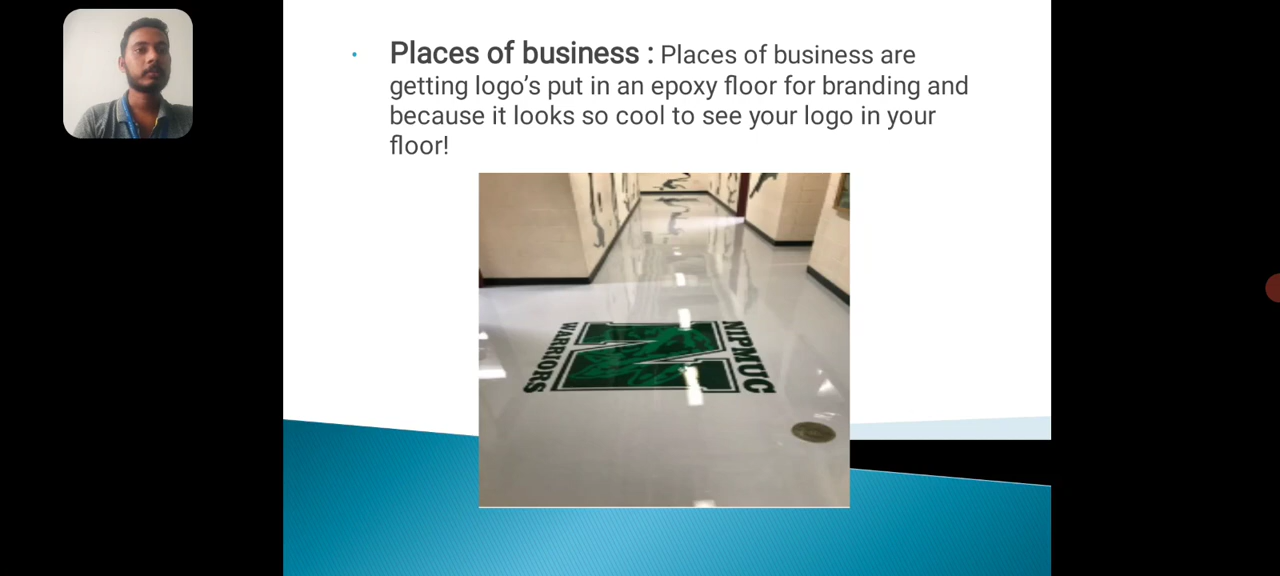 Places of business : Places of business are
getting logo’s put in an epoxy floor for branding and
because it looks so cool to see your logo in your
floor!
WARRIORS
N
NIPMUC